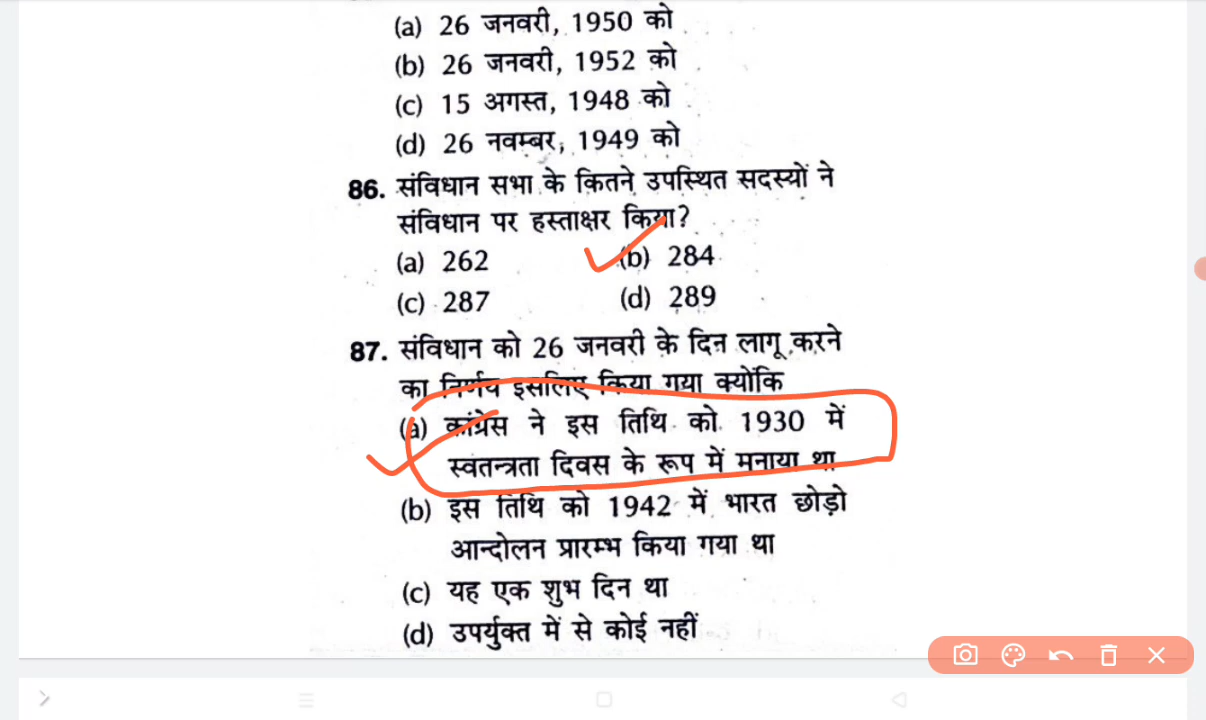 (a) 26 जनवरी, 1950 को
(b) 26 जनवरी, 1952 को
(c) 15 अगस्त, 1948 को
(d) 26 नवम्बर, 1949 को
86. संविधान सभा के कितने उपस्थित सदस्यों ने
संविधान पर हस्ताक्षर किया?
(a) 262 (b) 284
(c) 287 (d) 289
87. संविधान को 26 जनवरी के दिन लागू करने
का निर्णय इसलिए किया गया क्योंकि
(a) कांग्रेस ने इस तिथि को 1930 में
स्वतन्त्रता दिवस के रूप में मनाया था
(b) इस तिथि को 1942 में भारत छोड़ो
आन्दोलन प्रारम्भ किया गया था
(c) यह एक शुभ दिन था
(d) उपर्युक्त में से कोई नहीं